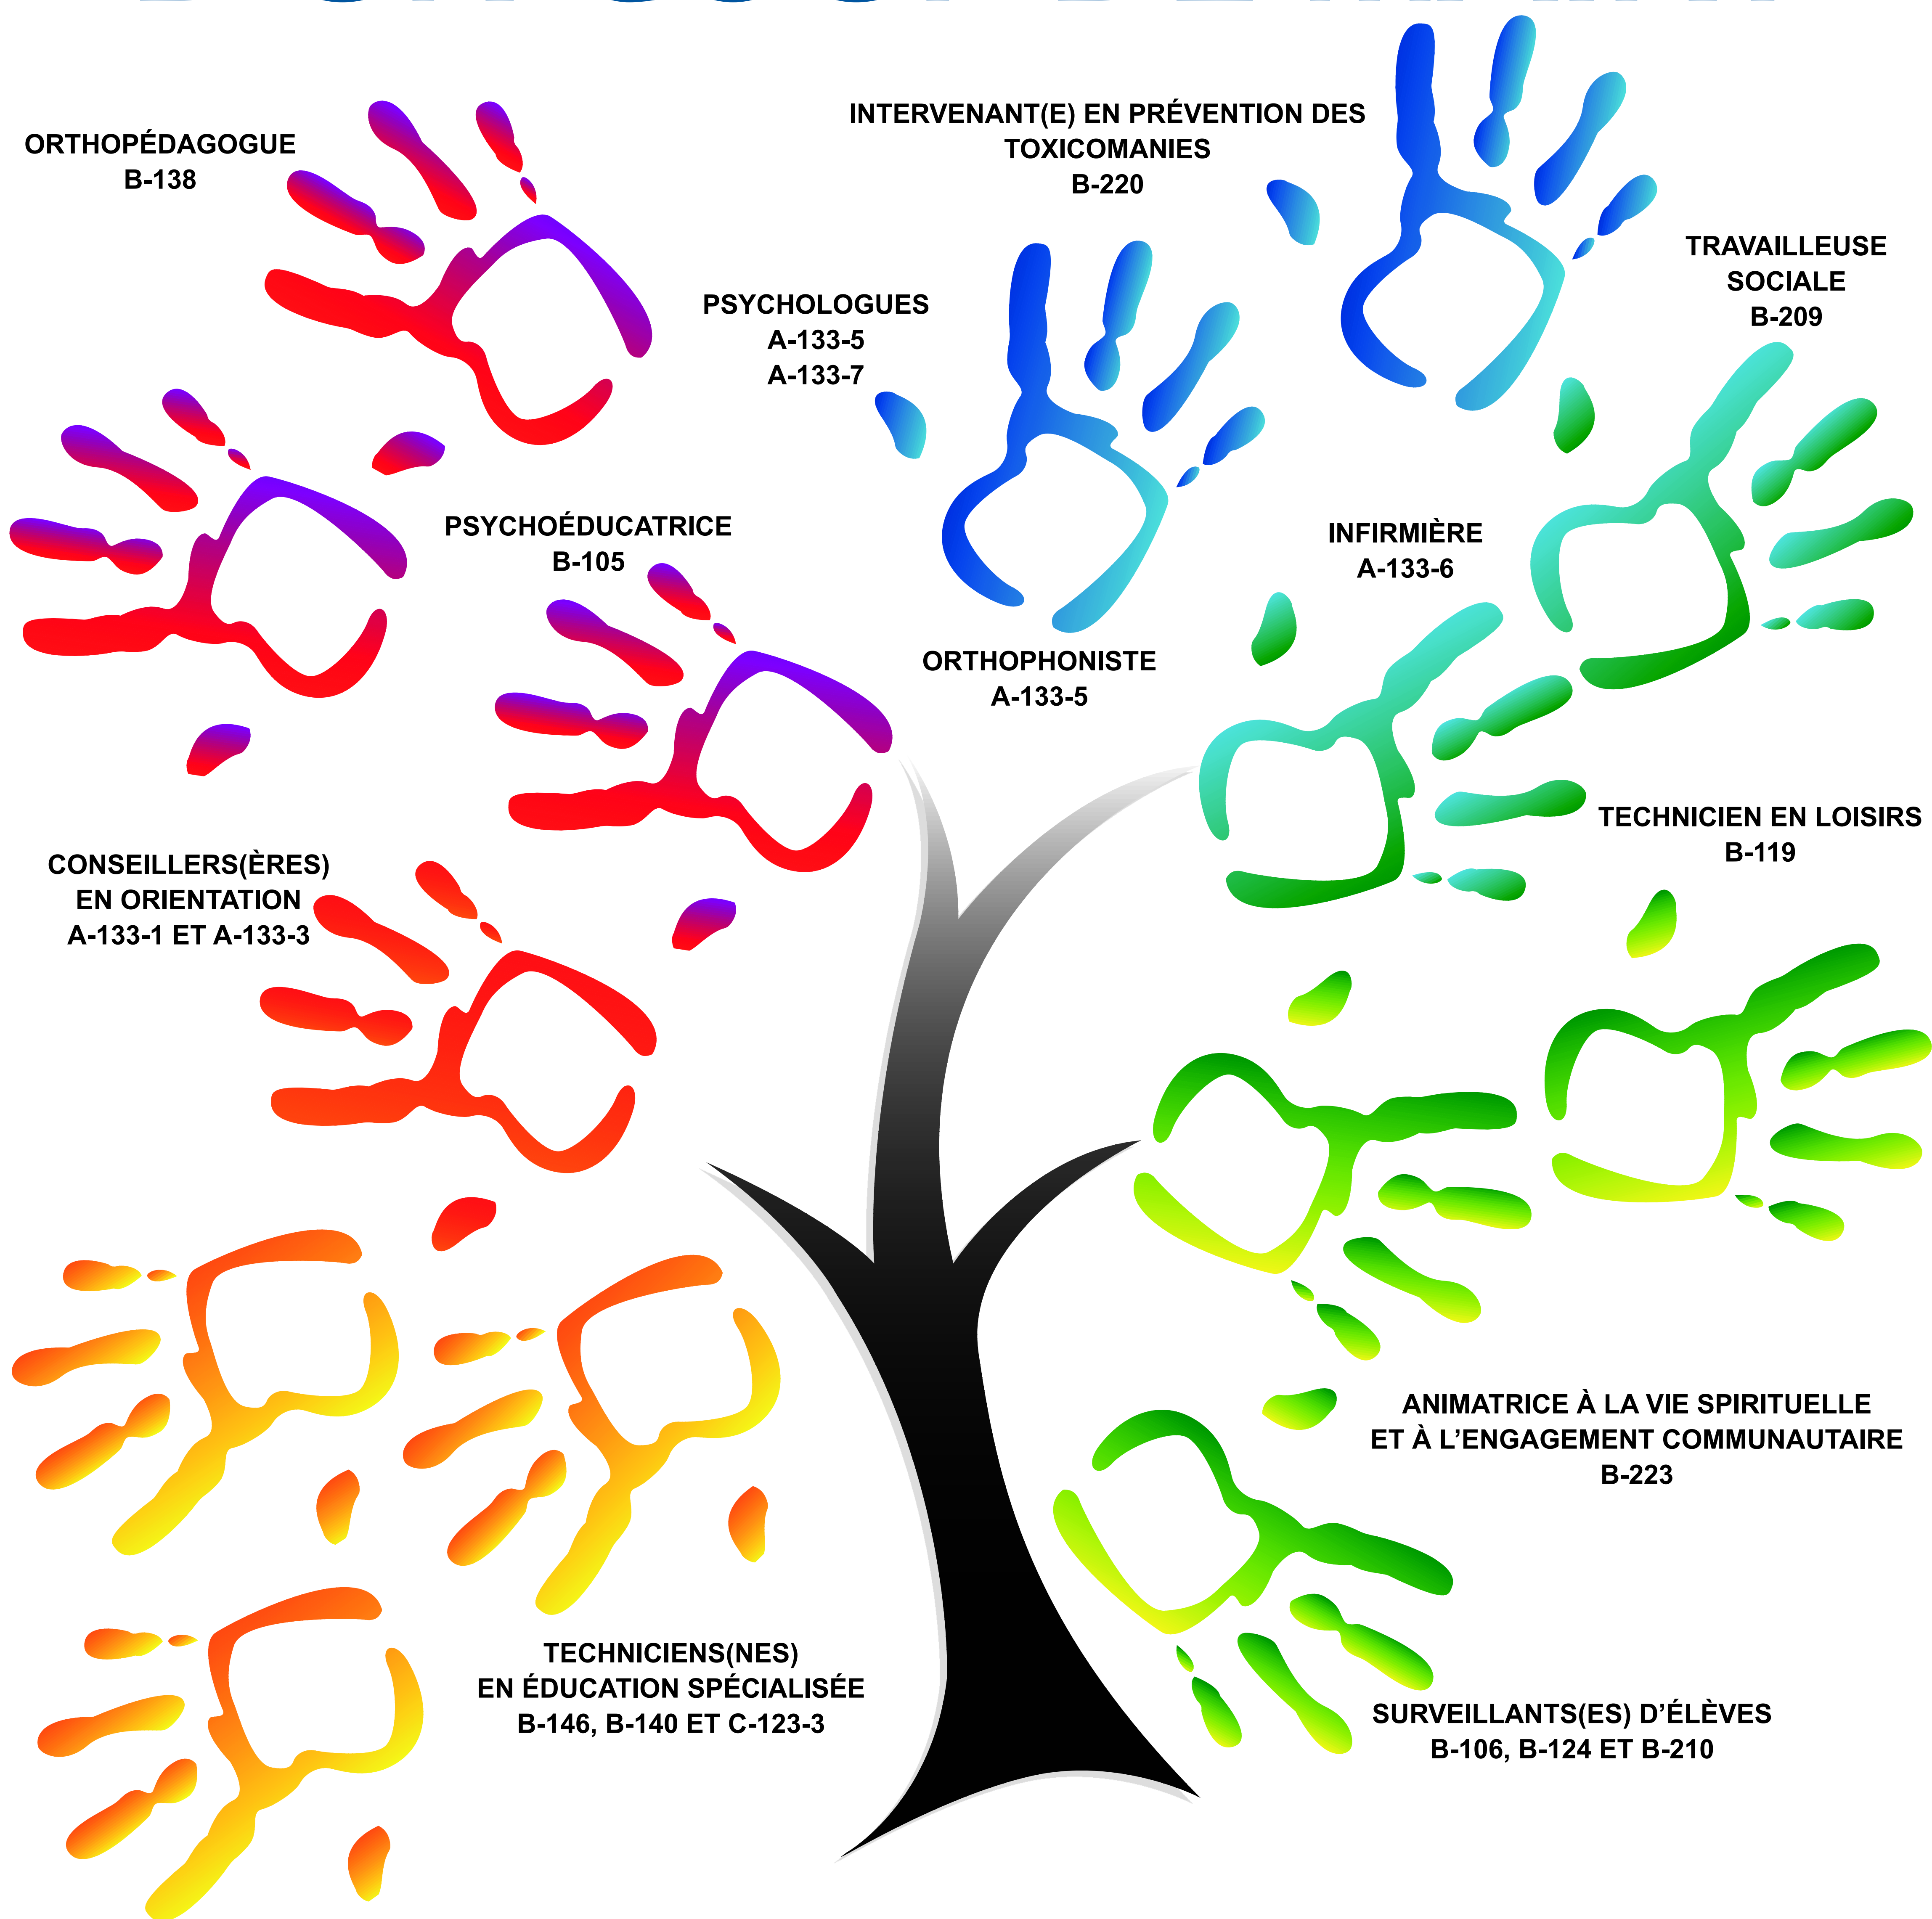 ORTHOPÉDAGOGUE
B-138
INTERVENANT(E) EN PRÉVENTION DES
TOXICOMANIES
B-220
TRAVAILLEUSE
SOCIALE
B-209
PSYCHOLOGUES
A-133-5
A-133-7
PSYCHOÉDUCATRICE
B-105
INFIRMIÈRE
A-133-6
ORTHOPHONISTE
A-133-5
TECHNICIEN EN LOISIRS
B-119
CONSEILLERS(ÈRES)
EN ORIENTATION
A-133-1 ET A-133-3
ANIMATRICE À LA VIE SPIRITUELLE
ET À L’ENGAGEMENT COMMUNAUTAIRE
B-223
TECHNICIENS(NES)
EN ÉDUCATION SPÉCIALISÉE
B-146, B-140 ET C-123-3
SURVEILLANTS(ES) D’ÉLÈVES
B-106, B-124 ET B-210